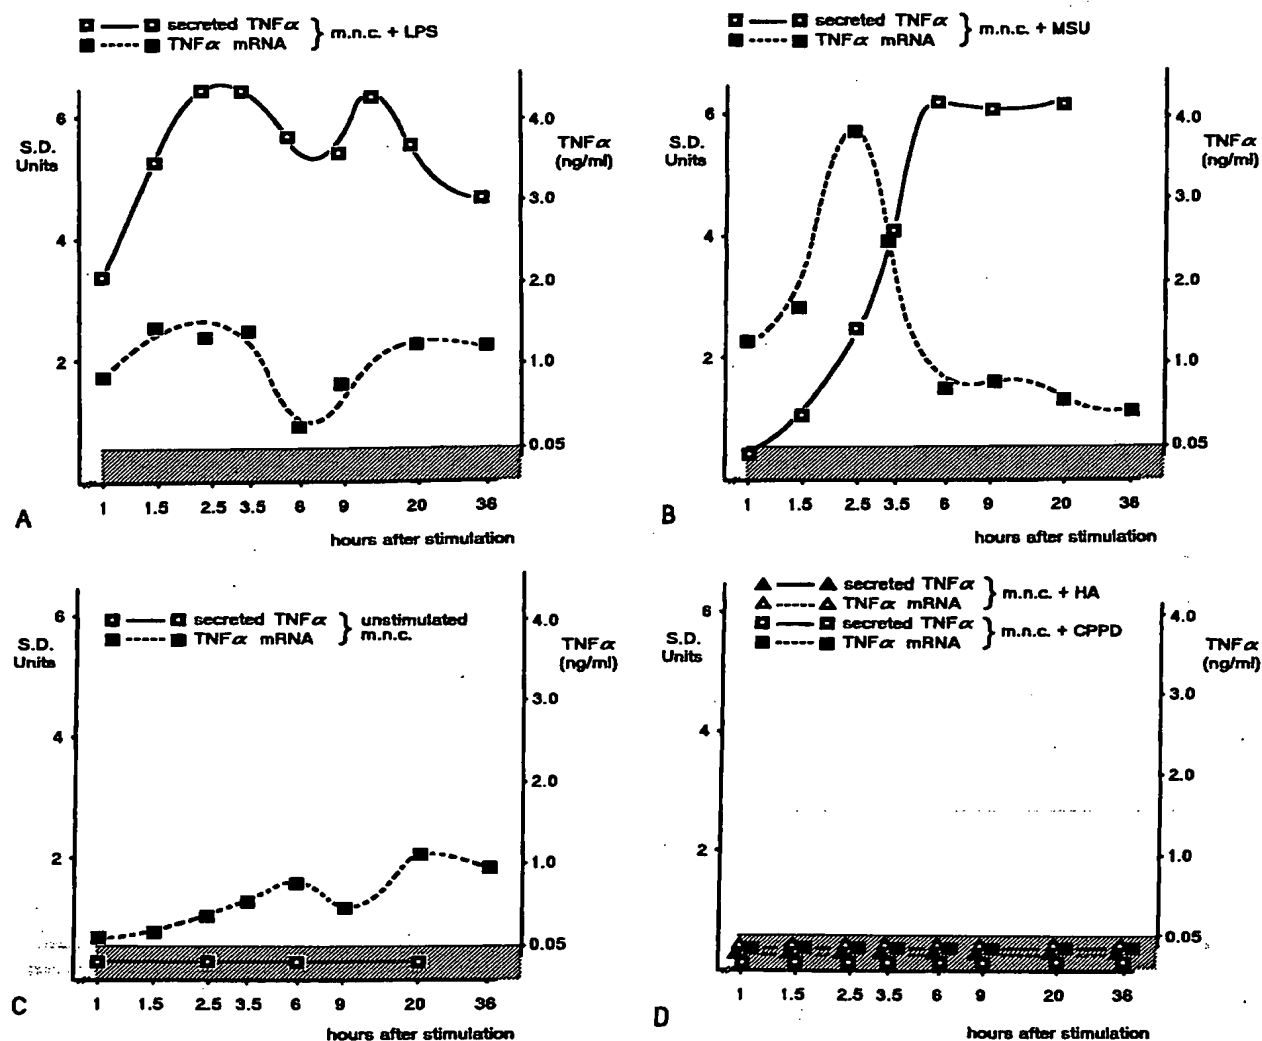 secreted TNFα } m.n.c. + LPS
TNFα mRNA
S.D. Units
6
4
2
TNFα (ng/ml)
4.0
3.0
2.0
1.0
0.05
1 1.5 2.5 3.5 6 9 20 36
A
hours after stimulation
secreted TNFα } m.n.c. + MSU
TNFα mRNA
S.D. Units
6
4
2
TNFα (ng/ml)
4.0
3.0
2.0
1.0
0.05
1 1.5 2.5 3.5 6 9 20 36
B
hours after stimulation
secreted TNFα } unstimulated
TNFα mRNA m.n.c.
S.D. Units
6
4
2
TNFα (ng/ml)
4.0
3.0
2.0
1.0
0.05
1 1.5 2.5 3.5 6 9 20 36
C
hours after stimulation
secreted TNFα } m.n.c. + HA
TNFα mRNA
secreted TNFα } m.n.c. + CPPD
TNFα mRNA
S.D. Units
6
4
2
TNFα (ng/ml)
4.0
3.0
2.0
1.0
0.05
1 1.5 2.5 3.5 6 9 20 36
D
hours after stimulation